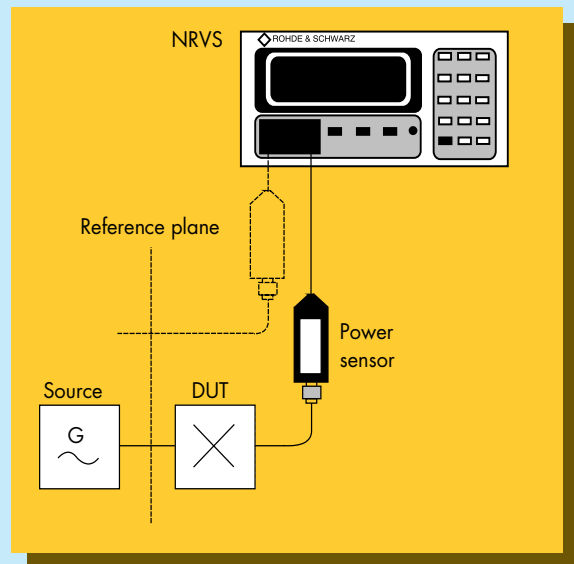 NRVS
ROHDE & SCHWARZ
Reference plane
Power
sensor
Source
DUT
G